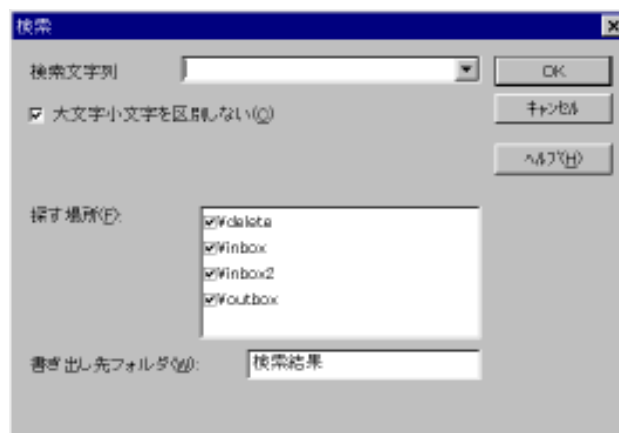 検索
検索文字列
OK
大文字小文字を区別しない(O)
キャンセル
ヘルプ(H)
探す場所(F):
¥delete
¥inbox
¥inbox2
¥outbox
書き出し先フォルダ(W):
検索結果